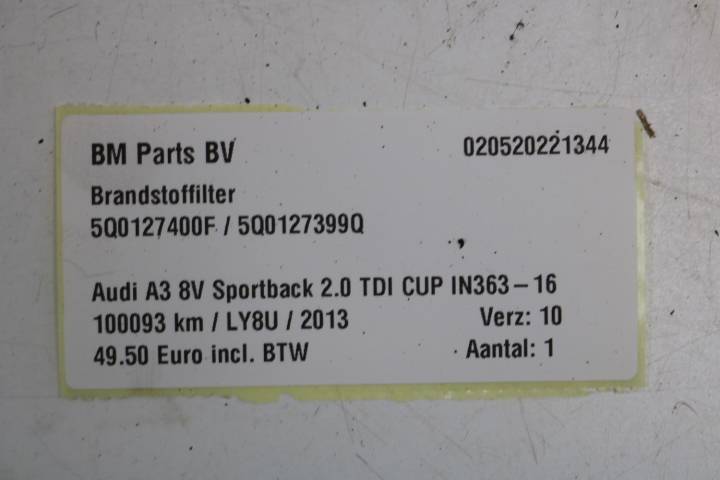 BM Parts BV 020520221344
Brandstoffilter
5Q0127400F / 5Q0127399Q
Audi A3 8V Sportback 2.0 TDI CUP IN363-16
100093 km / LY8U / 2013 Verz: 10
49.50 Euro incl. BTW Aantal: 1